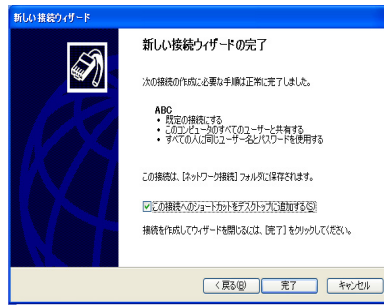 新しい接続ウィザード
新しい接続ウィザードの完了
次の接続の作成に必要な手順は正常に完了しました。
ABC
• 既定の接続にする
• このコンピュータのすべてのユーザーと共有する
• すべての人に同じユーザー名とパスワードを使用する
この接続は、[ネットワーク接続] フォルダに保存されます。
この接続へのショートカットをデスクトップに追加する(S)
接続を作成してウィザードを閉じるには、[完了] をクリックしてください。
< 戻る(B)
完了
キャンセル